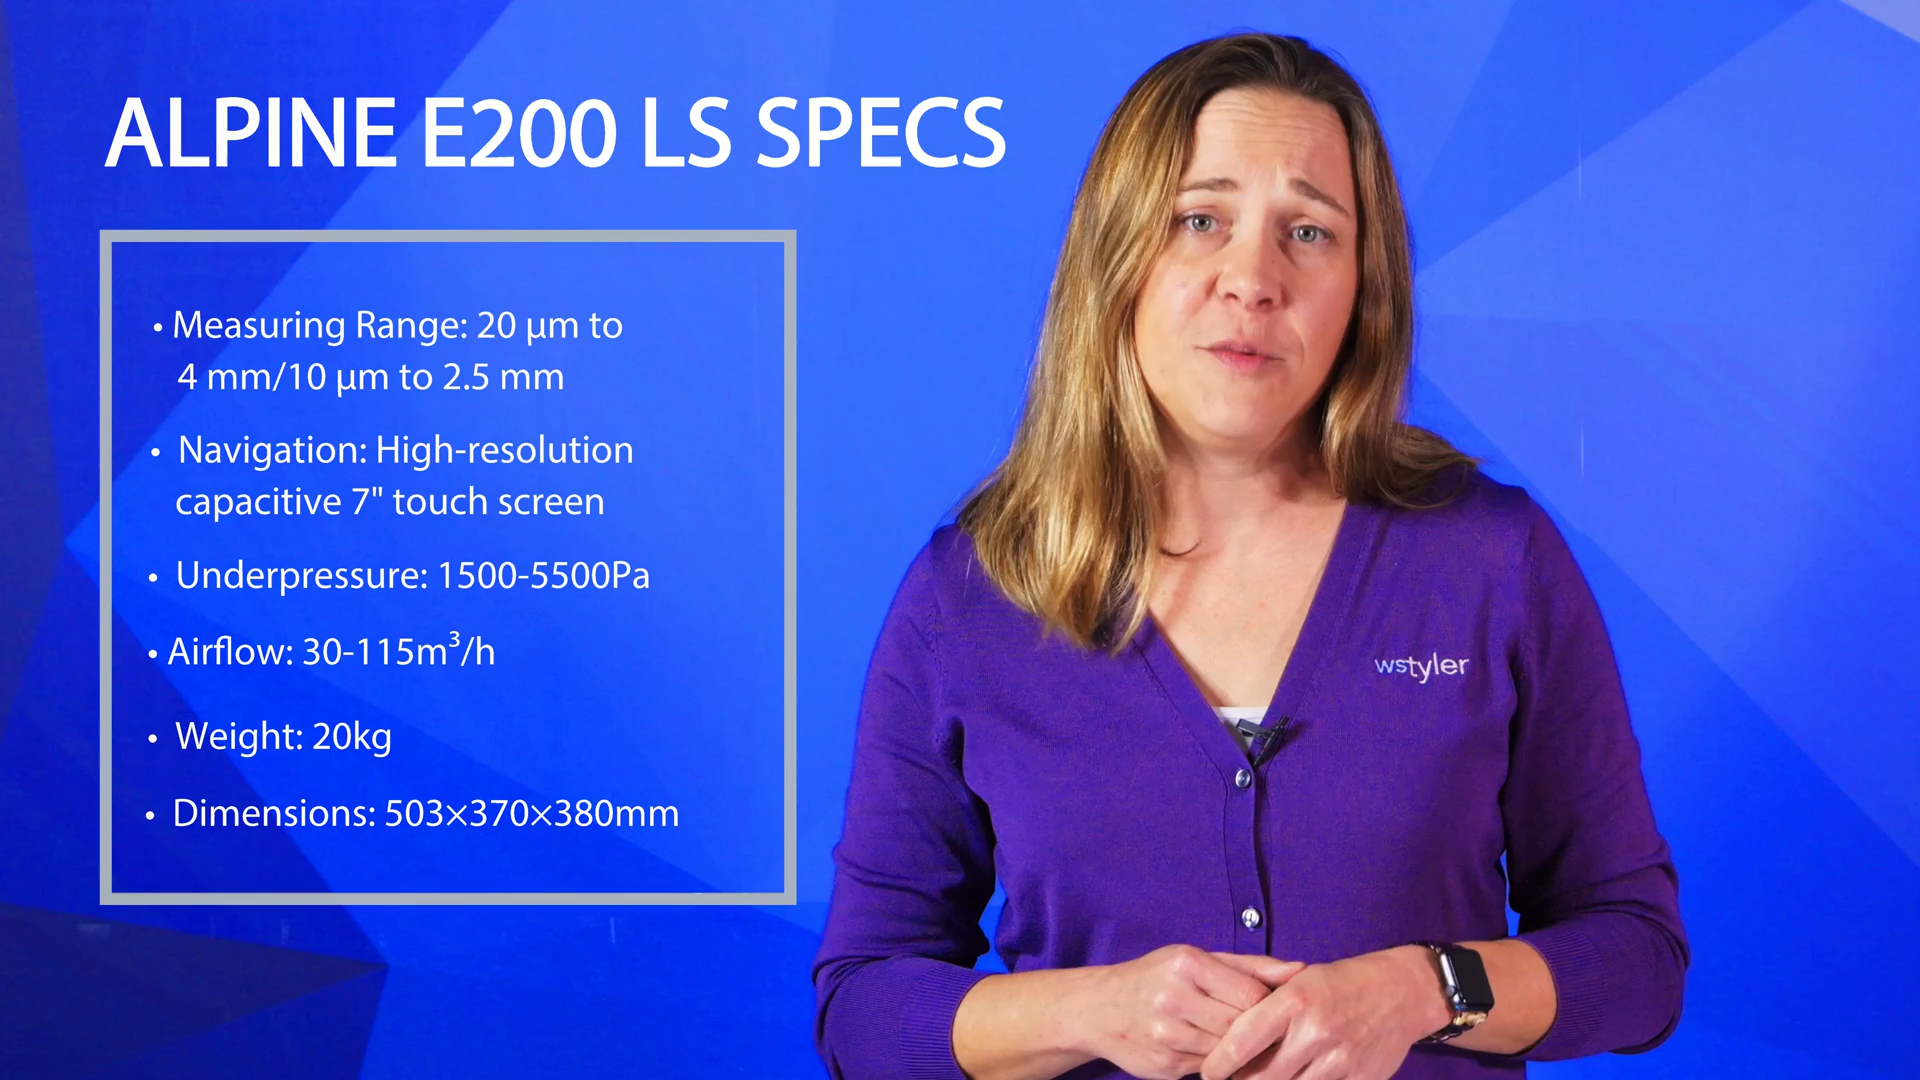 ALPINE E200 LS SPECS
• Measuring Range: 20 µm to
4 mm/10 µm to 2.5 mm
• Navigation: High-resolution
capacitive 7" touch screen
• Underpressure: 1500-5500Pa
• Airflow: 30-115m³/h
• Weight: 20kg
• Dimensions: 503×370×380mm
wstyler